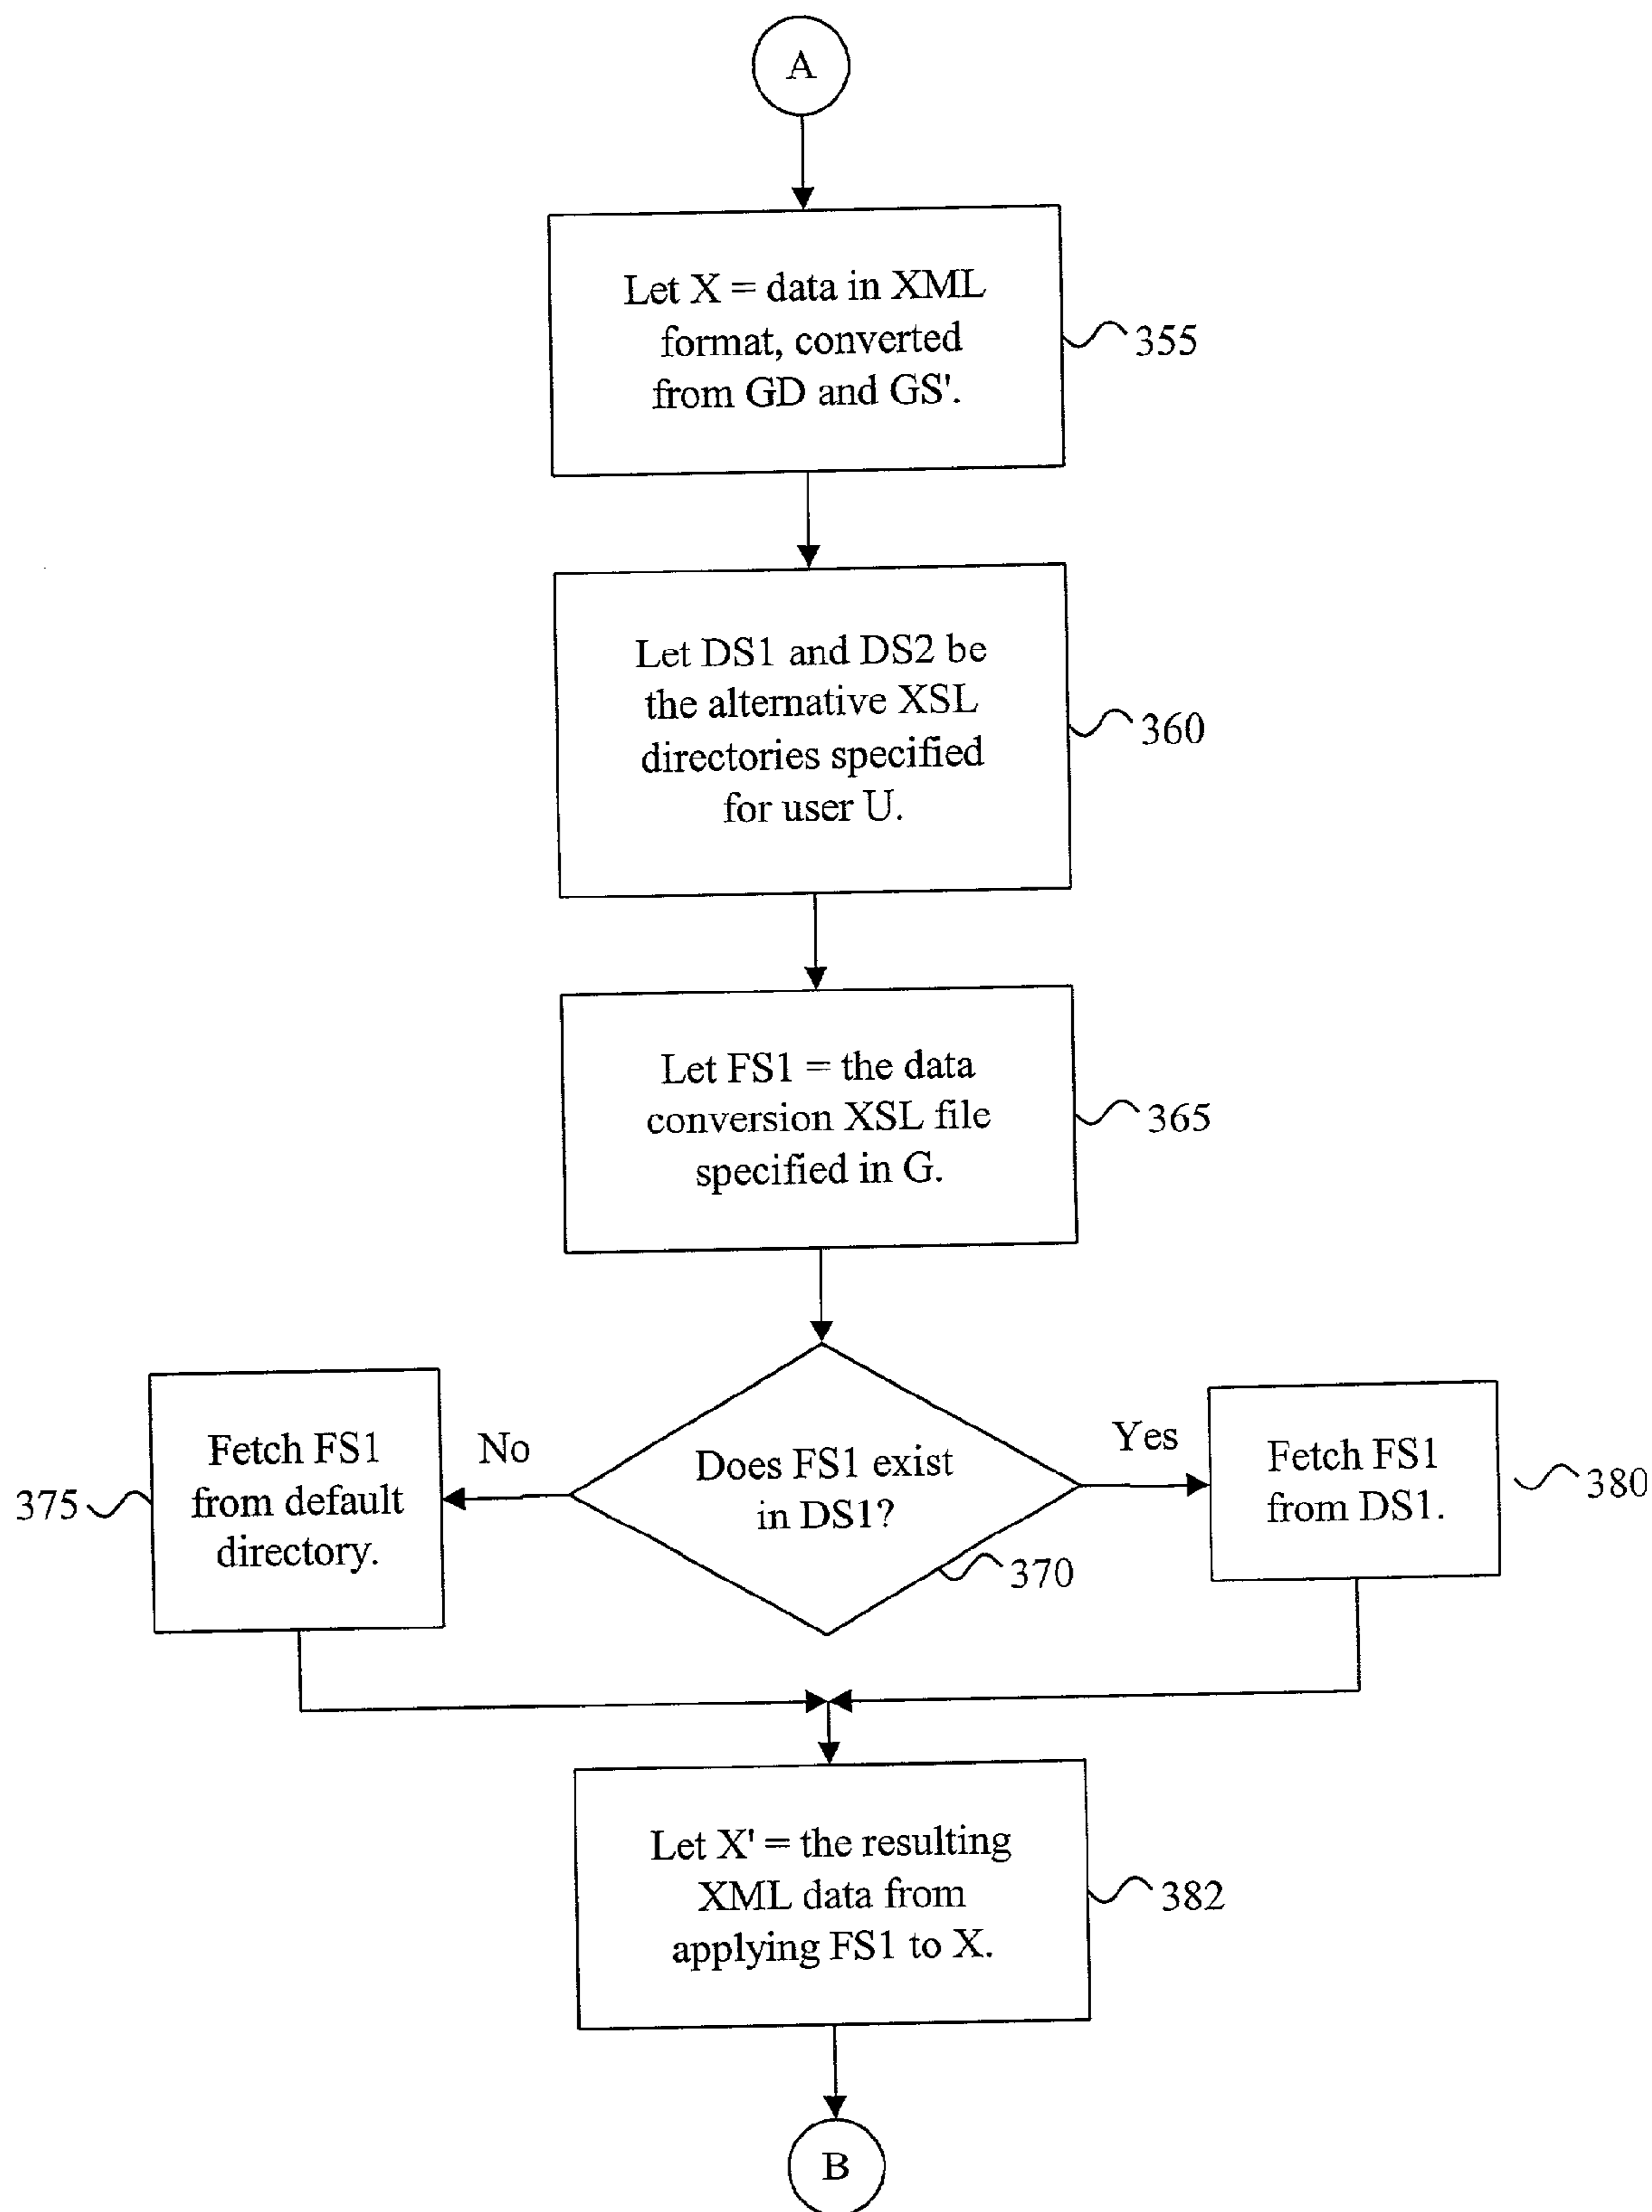 A
Let X = data in XML
format, converted
from GD and GS'.
355
Let DS1 and DS2 be
the alternative XSL
directories specified
for user U.
360
Let FS1 = the data
conversion XSL file
specified in G.
365
Fetch FS1
from default
directory.
375
No
Does FS1 exist
in DS1?
370
Yes
Fetch FS1
from DS1.
380
Let X' = the resulting
XML data from
applying FS1 to X.
382
B